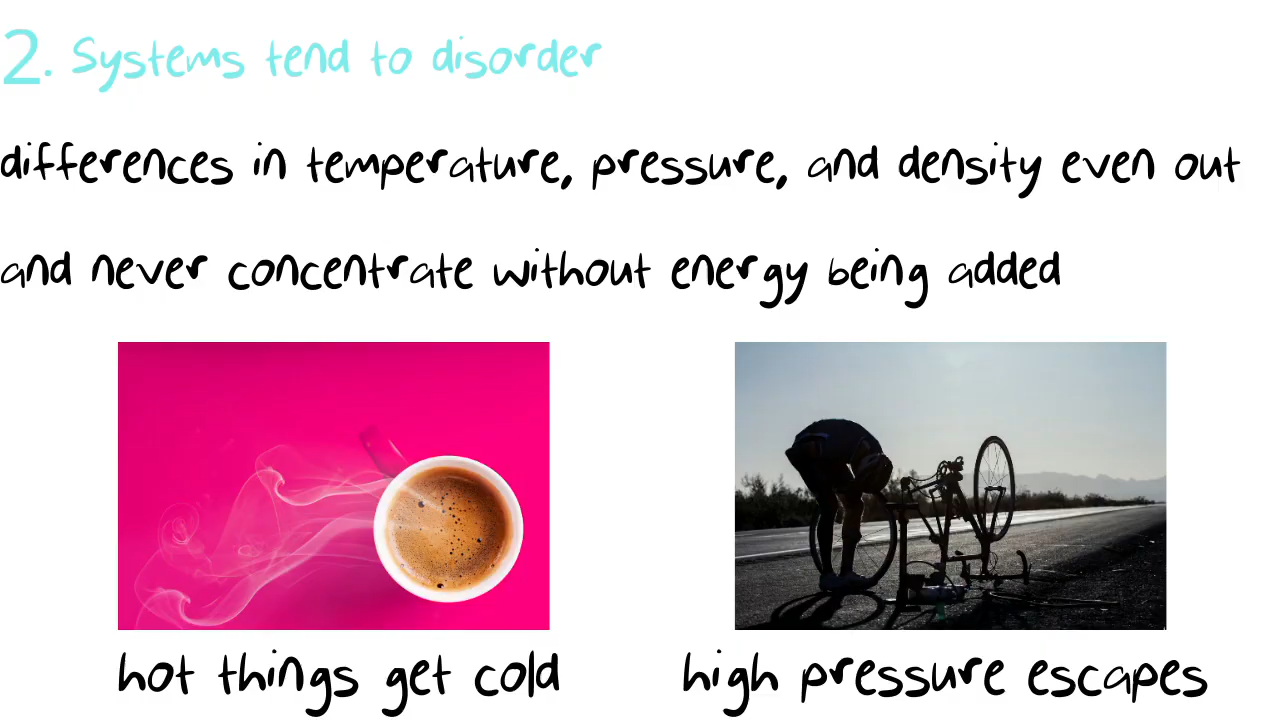 2. Systems tend to disorder
differences in temperature, pressure, and density even out
and never concentrate without energy being added
hot things get cold
high pressure escapes